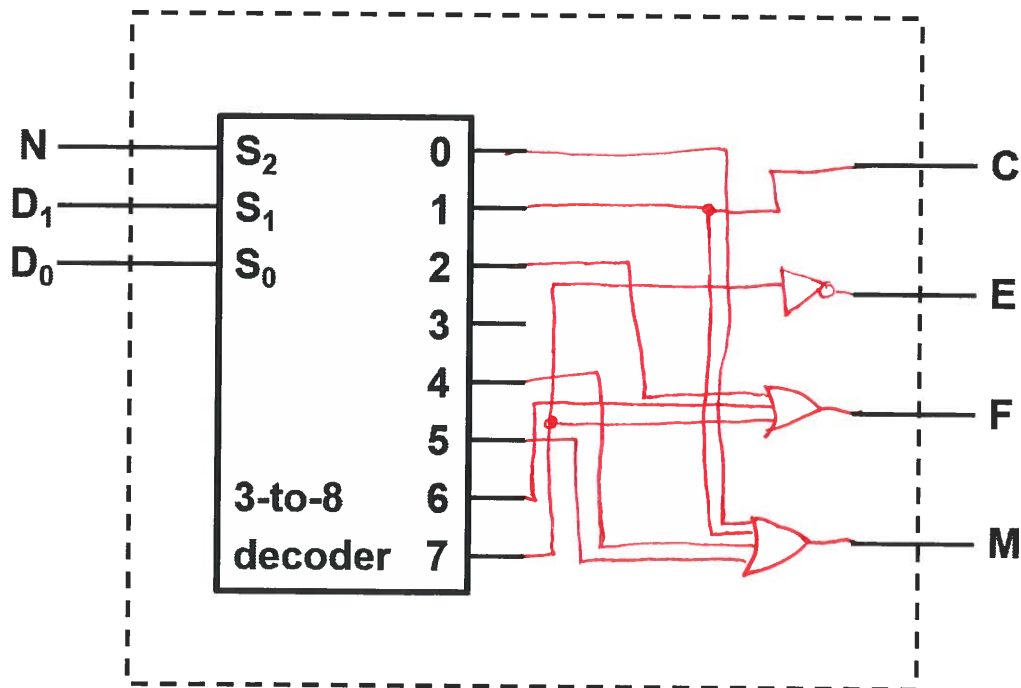 N S₂ 0 C
D₁ S₁ 1
D₀ S₀ 2 E
3
4 F
5
3-to-8 6 M
decoder 7